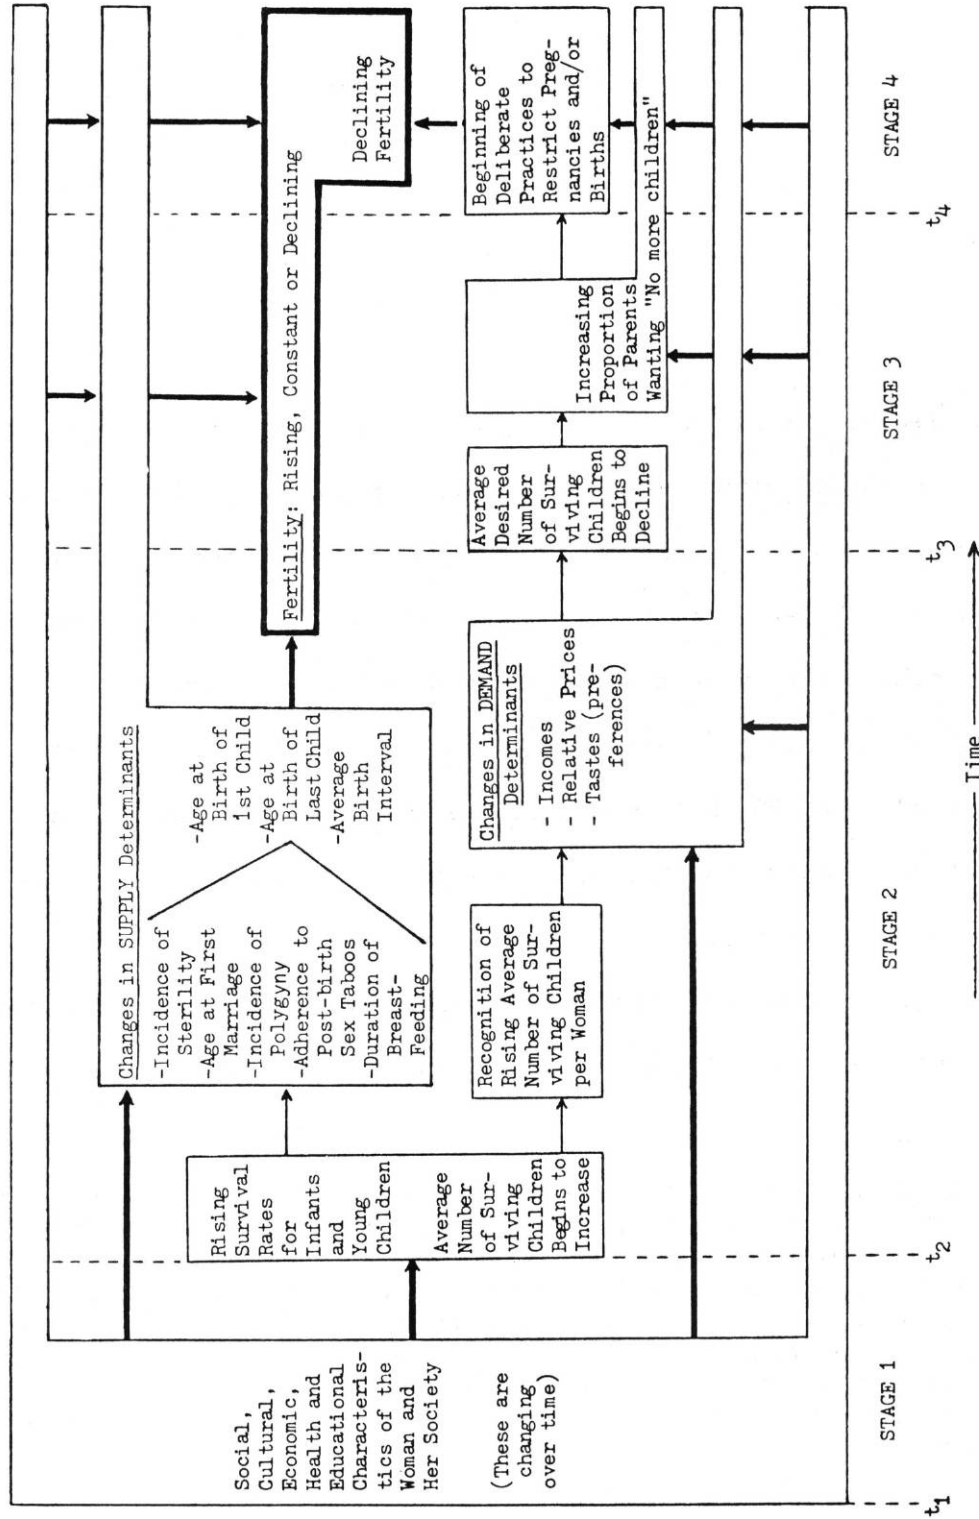 Social,
Cultural,
Economic,
Health and
Educational
Characteris-
tics of the
Woman and
Her Society
(These are
changing
over time)
Rising
Survival
Rates
for
Infants
and
Young
Children
Average
Number
of Sur-
viving
Children
Begins to
Increase
Changes in SUPPLY Determinants
-Incidence of
Sterility
-Age at First
Marriage
-Incidence of
Polygyny
-Adherence to
Post-birth
Sex Taboos
-Duration of
Breast-
Feeding
-Age at
Birth of
1st Child
-Age at
Birth of
Last Child
-Average
Birth
Interval
Recognition of
Rising Average
Number of Sur-
viving Children
per Woman
Changes in DEMAND
Determinants
- Incomes
- Relative Prices
- Tastes (pre-
ferences)
Fertility: Rising, Constant or Declining
Declining
Fertility
Average
Desired
Number
of Sur-
viving
Children
Begins to
Decline
Increasing
Proportion
of Parents
Wanting "No more children"
Beginning of
Deliberate
Practices to
Restrict Preg-
nancies and/or
Births
STAGE 1
STAGE 2
STAGE 3
STAGE 4
t1
t2
t3
t4
Time